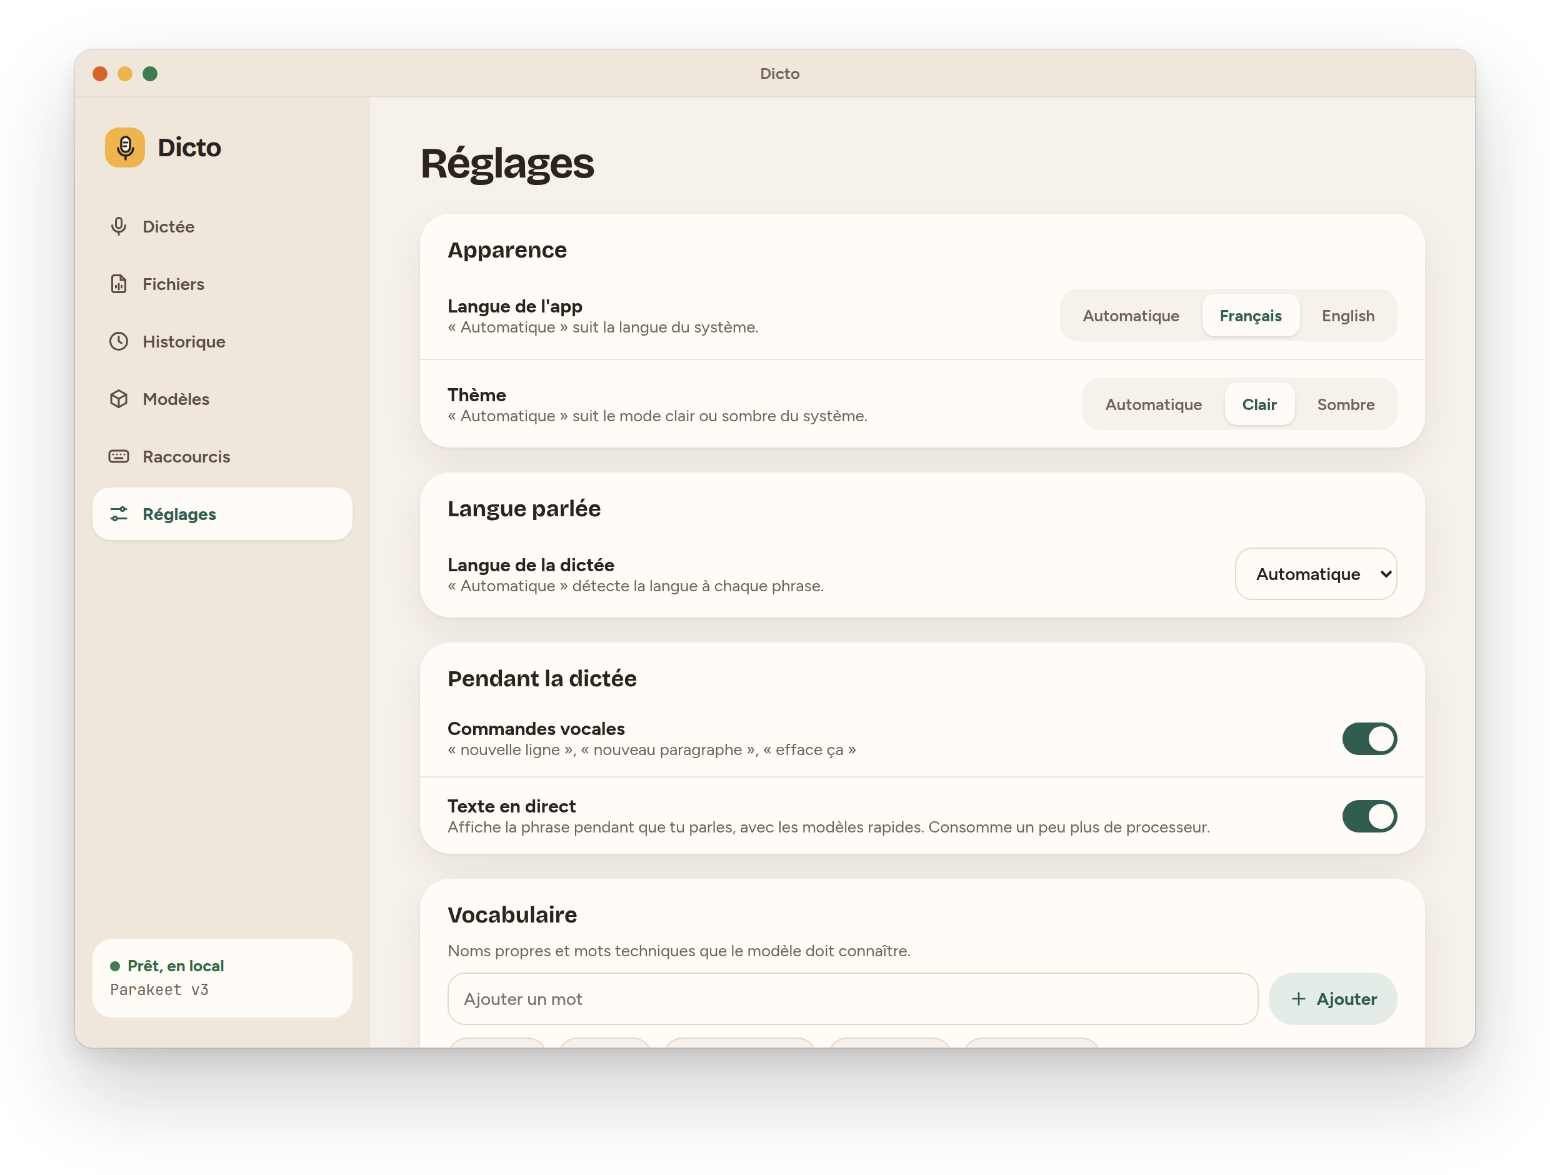 Dicto
Dicto
Dictée
Fichiers
Historique
Modèles
Raccourcis
Réglages
Prêt, en local
Parakeet v3
Réglages
Apparence
Langue de l'app
« Automatique » suit la langue du système.
Automatique Français English
Thème
« Automatique » suit le mode clair ou sombre du système.
Automatique Clair Sombre
Langue parlée
Langue de la dictée
« Automatique » détecte la langue à chaque phrase.
Automatique
Pendant la dictée
Commandes vocales
« nouvelle ligne », « nouveau paragraphe », « efface ça »
Texte en direct
Affiche la phrase pendant que tu parles, avec les modèles rapides. Consomme un peu plus de processeur.
Vocabulaire
Noms propres et mots techniques que le modèle doit connaître.
Ajouter un mot
+ Ajouter